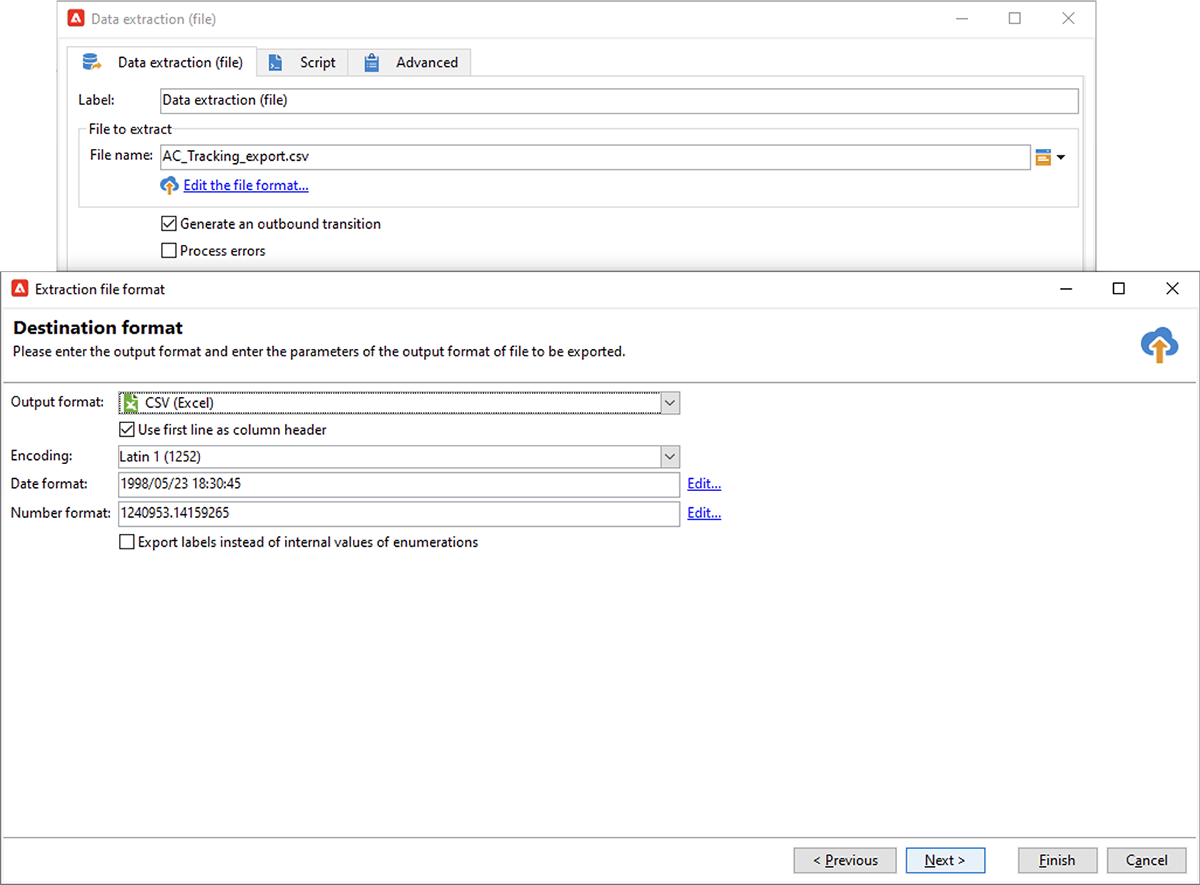 Data extraction (file)
Data extraction (file) Script Advanced
Label: Data extraction (file)
File to extract
File name: AC_Tracking_export.csv
Edit the file format...
Generate an outbound transition
Process errors
Extraction file format
Destination format
Please enter the output format and enter the parameters of the output format of file to be exported.
Output format: CSV (Excel)
Use first line as column header
Encoding: Latin 1 (1252)
Date format: 1998/05/23 18:30:45 Edit...
Number format: 1240953.14159265 Edit...
Export labels instead of internal values of enumerations
< Previous Next > Finish Cancel